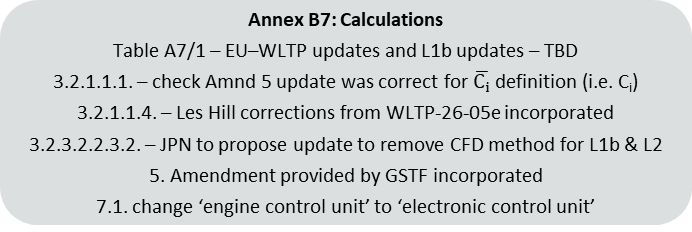 Annex B7: Calculations
Table A7/1 – EU–WLTP updates and L1b updates – TBD
3.2.1.1.1. – check Amnd 5 update was correct for C̅i definition (i.e. Ci)
3.2.1.1.4. – Les Hill corrections from WLTP-26-05e incorporated
3.2.3.2.2.3.2. – JPN to propose update to remove CFD method for L1b & L2
5. Amendment provided by GSTF incorporated
7.1. change ‘engine control unit’ to ‘electronic control unit’